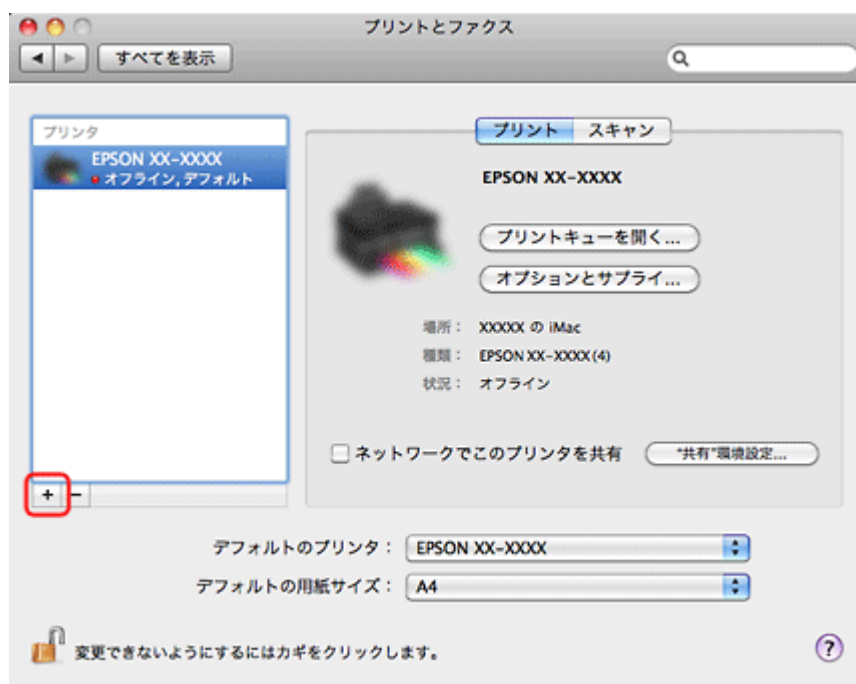 プリントとファクス
すべてを表示
プリンタ
EPSON XX-XXXX
オフライン, デフォルト
プリント スキャン
EPSON XX-XXXX
プリントキューを開く...
オプションとサプライ...
場所： XXXXX の iMac
種類： EPSON XX-XXXX (4)
状況： オフライン
ネットワークでこのプリンタを共有 "共有"環境設定...
+ −
デフォルトのプリンタ： EPSON XX-XXXX
デフォルトの用紙サイズ： A4
変更できないようにするにはカギをクリックします。 ?